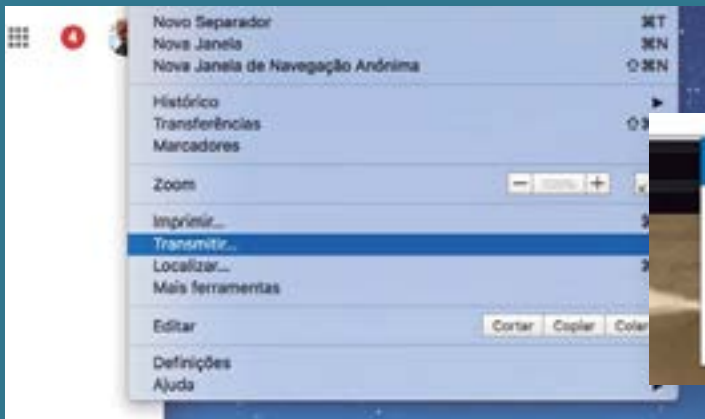 4
Novo Separador ⌘T
Nova Janela ⌘N
Nova Janela de Navegação Anónima ⇧⌘N
Histórico ▶
Transferências
Marcadores
Zoom − +
Imprimir...
Transmitir...
Localizar...
Mais ferramentas
Editar Cortar Copiar Colar
Definições
Ajuda